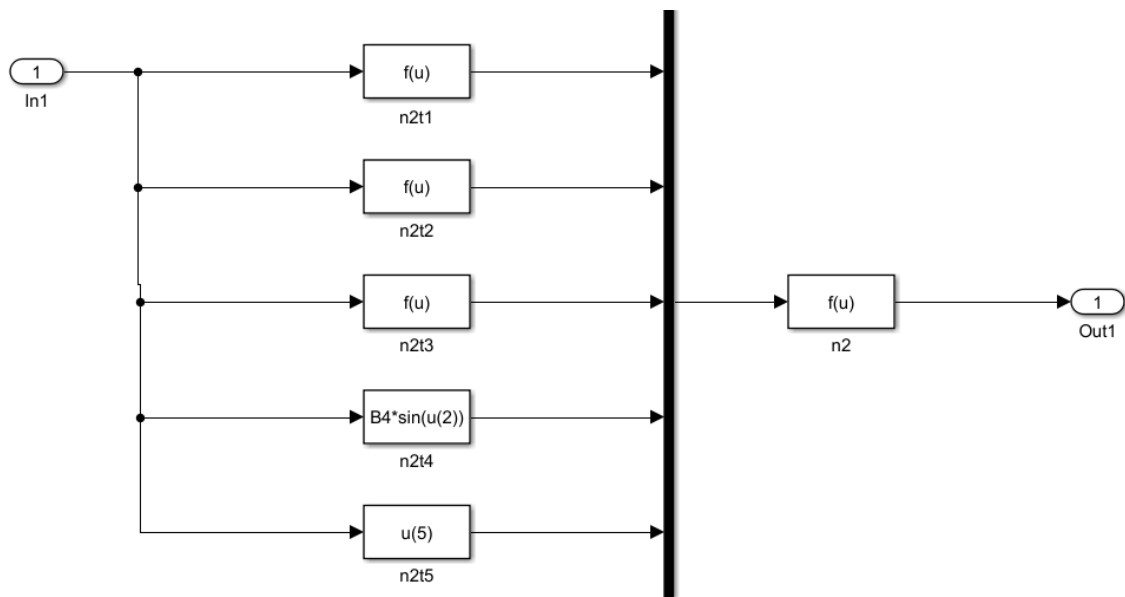 1
In1
f(u)
n2t1
f(u)
n2t2
f(u)
n2t3
B4*sin(u(2))
n2t4
u(5)
n2t5
f(u)
n2
1
Out1